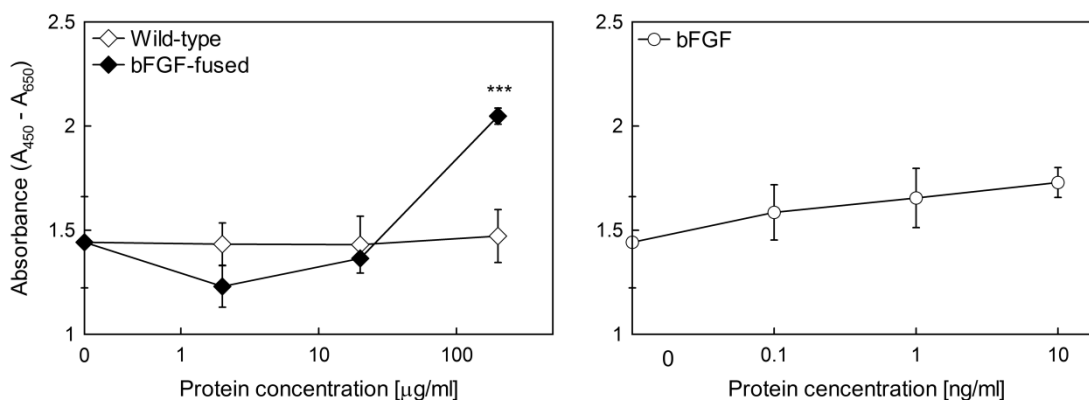 2.5
2
1.5
1
Absorbance (A450 - A650)
Wild-type
bFGF-fused
***
0
1
10
100
Protein concentration [μg/ml]
2.5
2
1.5
1
bFGF
0
0.1
1
10
Protein cencentration [ng/ml]